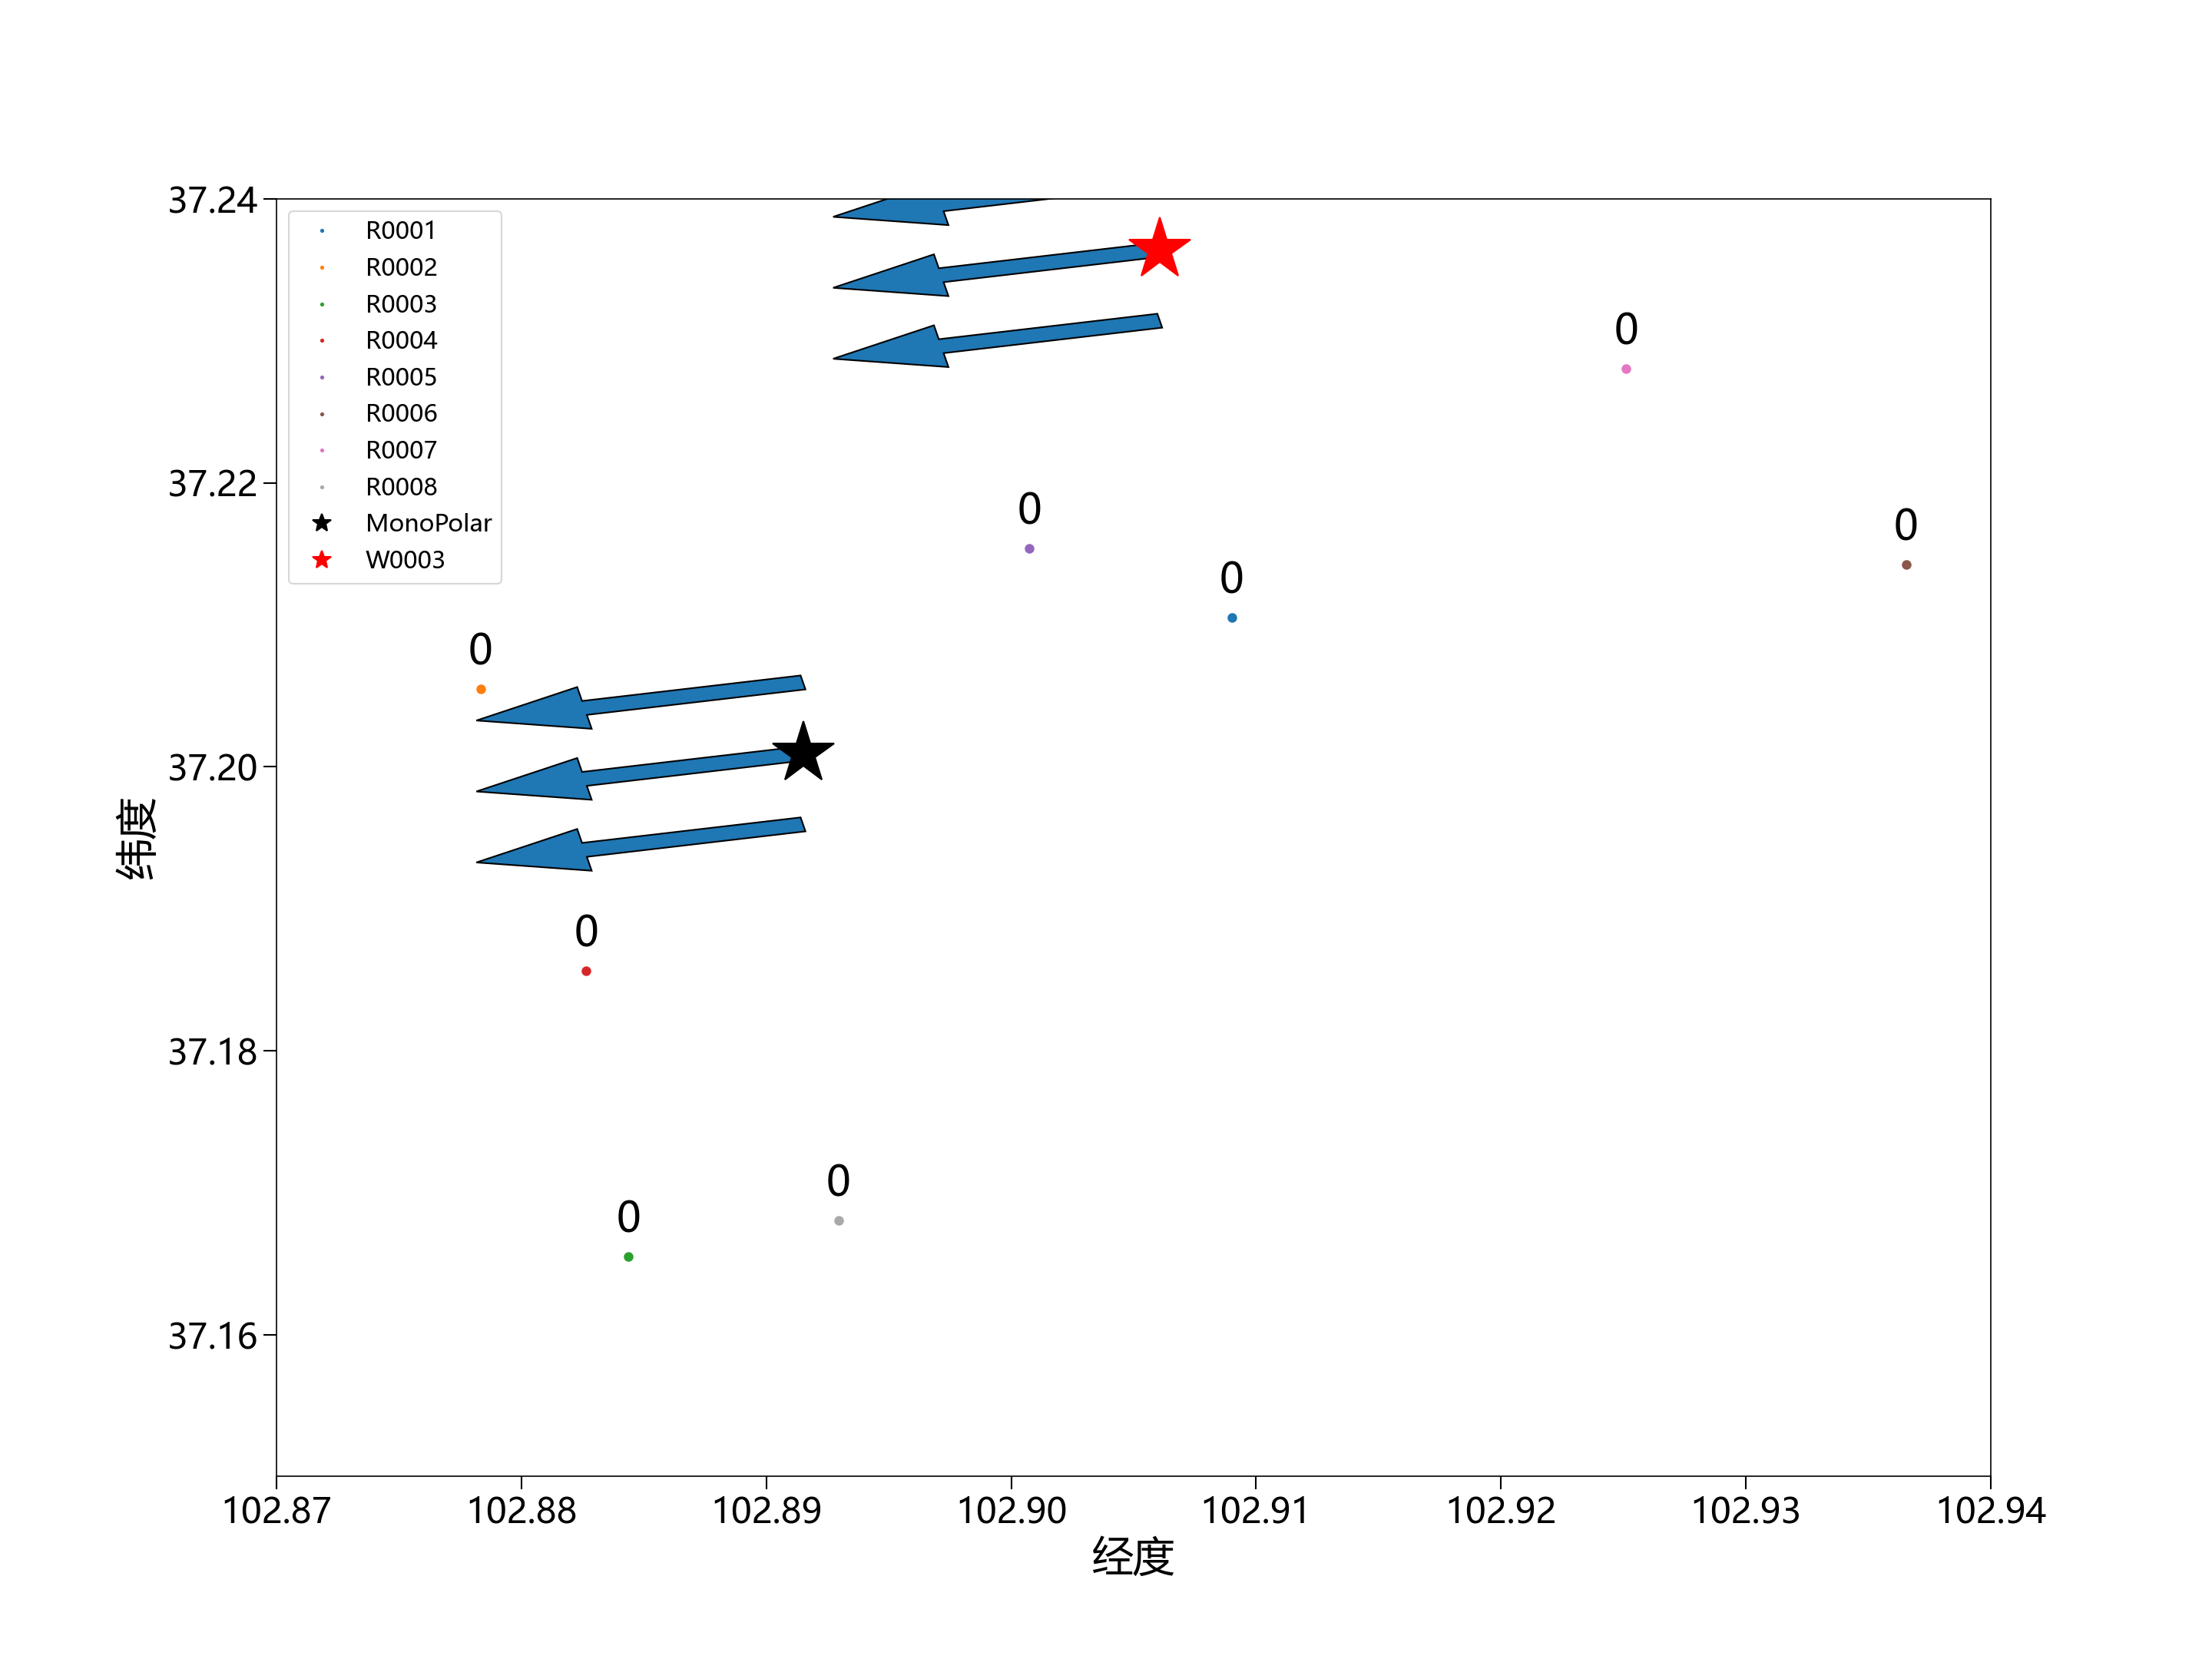 37.24
37.22
37.20
37.18
37.16
纬度
R0001
R0002
R0003
R0004
R0005
R0006
R0007
R0008
MonoPolar
W0003
0
0
0
0
0
0
0
0
102.87 102.88 102.89 102.90 102.91 102.92 102.93 102.94
经度